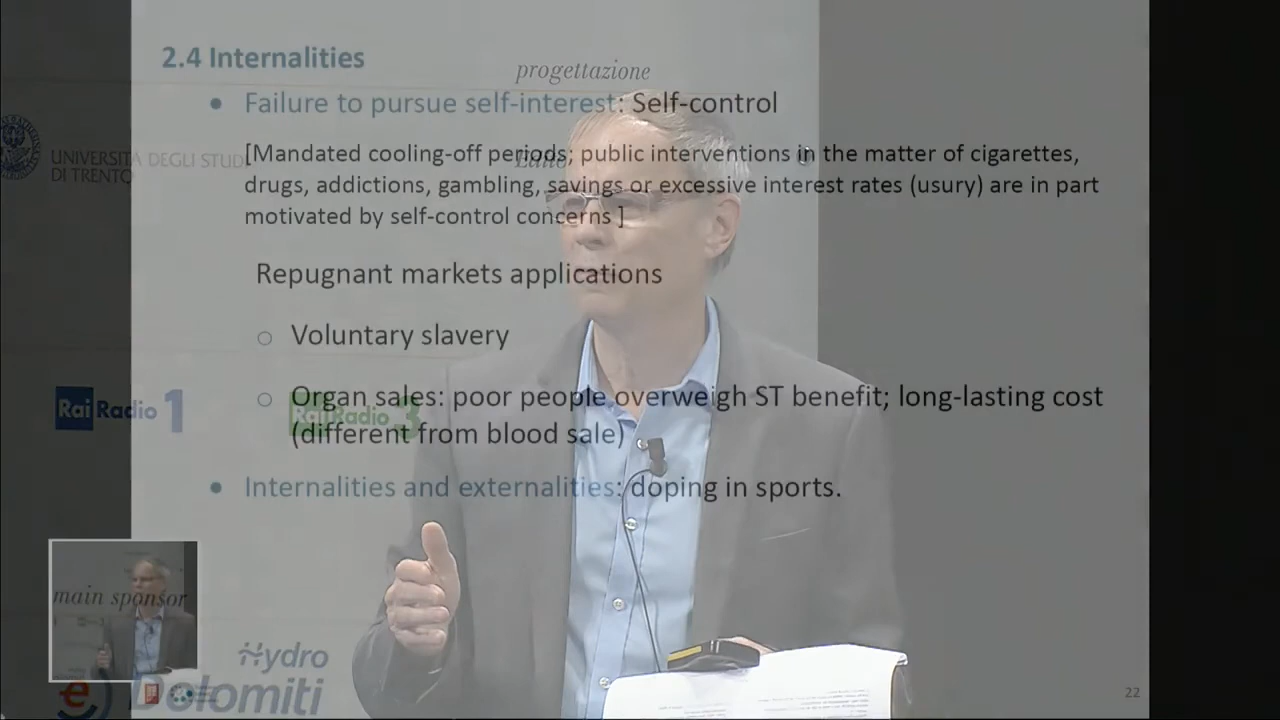 2.4 Internalities
progettazione
• Failure to pursue self-interest: Self-control
UNIVERSITÀ DEGLI STUDI
DI TRENTO
[Mandated cooling-off periods; public interventions in the matter of cigarettes,
drugs, addictions, gambling, savings or excessive interest rates (usury) are in part
motivated by self-control concerns ]
Repugnant markets applications
○ Voluntary slavery
Rai Radio 1
Rai Radio 3
○ Organ sales: poor people overweigh ST benefit; long-lasting cost
(different from blood sale)
• Internalities and externalities: doping in sports.
main sponsor
Hydro
Dolomiti
22